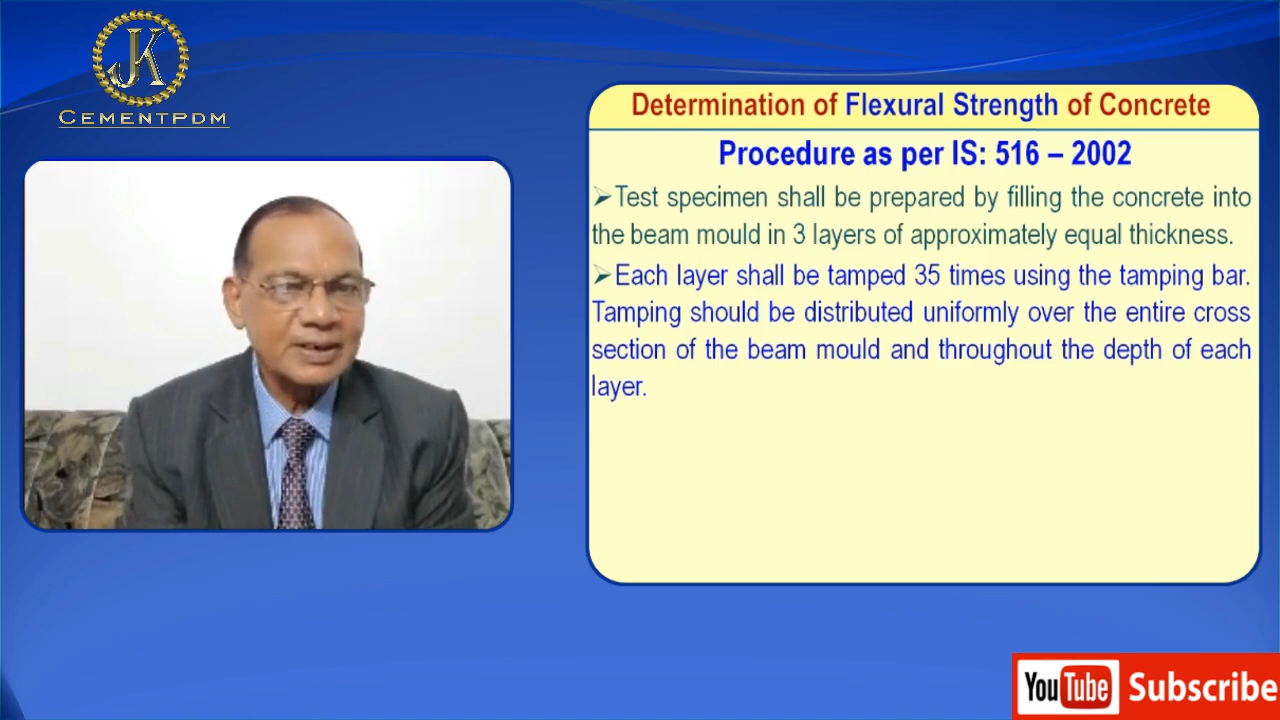 JK
CEMENTPDM
Determination of Flexural Strength of Concrete
Procedure as per IS: 516 – 2002
➢Test specimen shall be prepared by filling the concrete into
the beam mould in 3 layers of approximately equal thickness.
➢Each layer shall be tamped 35 times using the tamping bar.
Tamping should be distributed uniformly over the entire cross
section of the beam mould and throughout the depth of each
layer.
YouTube Subscribe